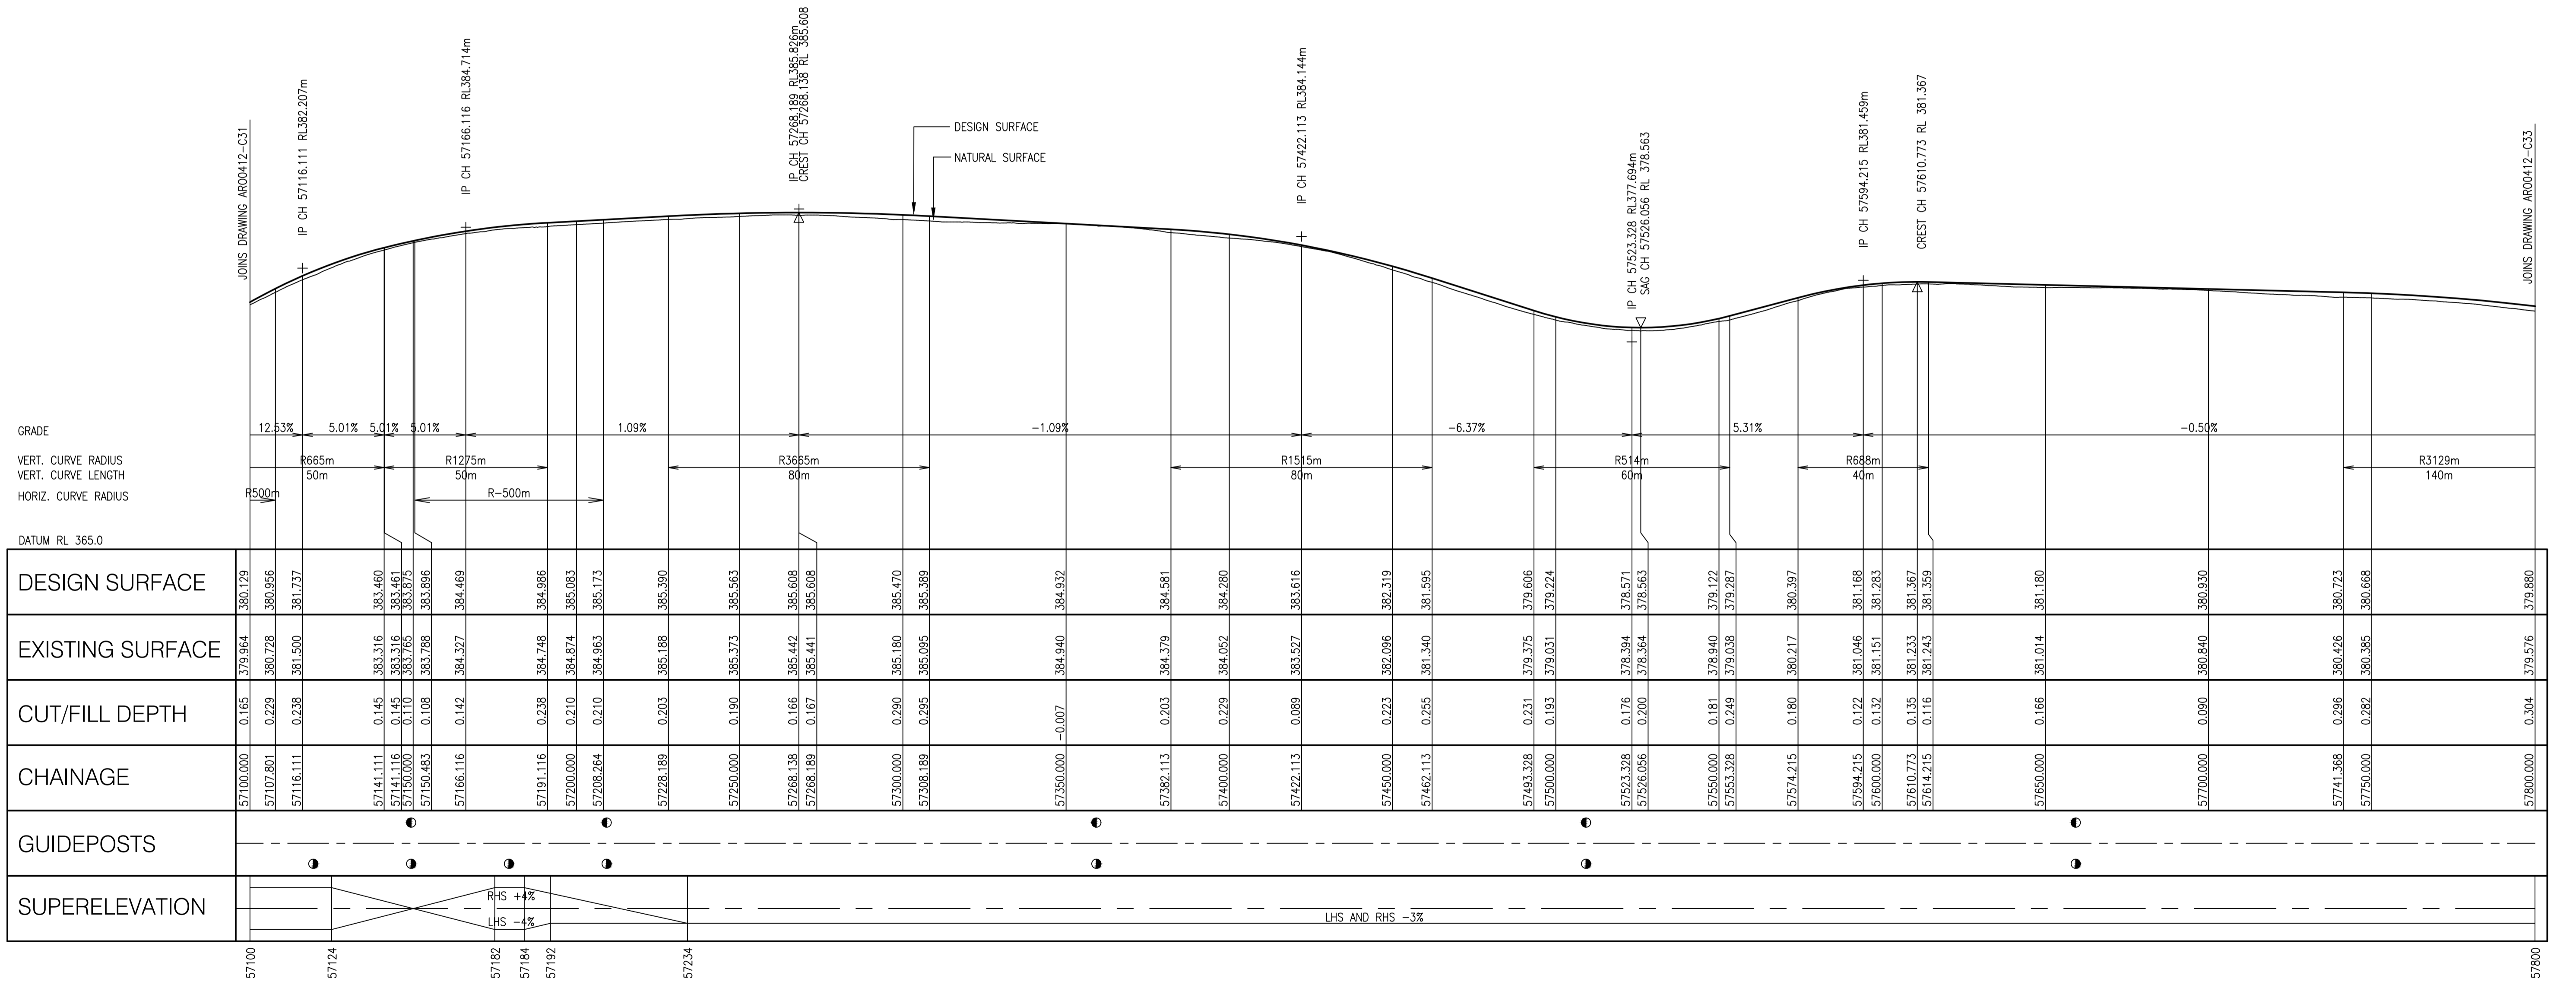 JOINS DRAWING AR00412-C31
IP CH 57116.111 RL382.207m
IP CH 57166.116 RL384.714m
IP CH 57268.189 RL385.826m
CREST CH 57268.138 RL 385.608
DESIGN SURFACE
NATURAL SURFACE
IP CH 57422.113 RL384.144m
IP CH 57523.328 RL377.694m
SAG CH 57526.056 RL 378.563
IP CH 57594.215 RL381.459m
CREST CH 57610.773 RL 381.367
JOINS DRAWING AR00412-C33
GRADE 12.53% 5.01% 5.01% 5.01% 1.09% -1.09% -6.37% 5.31% -0.50%
VERT. CURVE RADIUS R665m R1275m R3665m R1515m R514m R688m R3129m
VERT. CURVE LENGTH 50m 50m 80m 80m 60m 40m 140m
HORIZ. CURVE RADIUS R500m R-500m
DATUM RL 365.0
DESIGN SURFACE 380.129 380.956 381.737 383.460 383.461 383.875 383.896 384.469 384.986 385.083 385.173 385.390 385.563 385.608 385.608 385.470 385.389 384.932 384.581 384.280 383.616 382.319 381.595 379.606 379.224 378.571 378.563 379.122 379.287 380.397 381.168 381.283 381.367 381.359 381.180 380.930 380.723 380.668 379.880
EXISTING SURFACE 379.964 380.728 381.500 383.316 383.316 383.765 383.788 384.327 384.748 384.874 384.963 385.188 385.373 385.442 385.441 385.180 385.095 384.940 384.379 384.052 383.527 382.096 381.340 379.375 379.031 378.394 378.364 378.940 379.038 380.217 381.046 381.151 381.233 381.243 381.014 380.840 380.426 380.385 379.576
CUT/FILL DEPTH 0.165 0.229 0.238 0.145 0.145 0.110 0.108 0.142 0.238 0.210 0.210 0.203 0.190 0.166 0.167 0.290 0.295 -0.007 0.203 0.229 0.089 0.223 0.255 0.231 0.193 0.176 0.200 0.181 0.249 0.180 0.122 0.132 0.135 0.116 0.166 0.090 0.296 0.282 0.304
CHAINAGE 57100.000 57107.801 57116.111 57141.111 57141.116 57150.000 57150.483 57166.116 57191.116 57200.000 57208.264 57228.189 57250.000 57268.138 57268.189 57300.000 57308.189 57350.000 57382.113 57400.000 57422.113 57450.000 57462.113 57493.328 57500.000 57523.328 57526.056 57550.000 57553.328 57574.215 57594.215 57600.000 57610.773 57614.215 57650.000 57700.000 57741.368 57750.000 57800.000
GUIDEPOSTS
SUPERELEVATION
RHS +4%
LHS -4%
LHS AND RHS -3%
57100 57124 57182 57184 57192 57234 57800